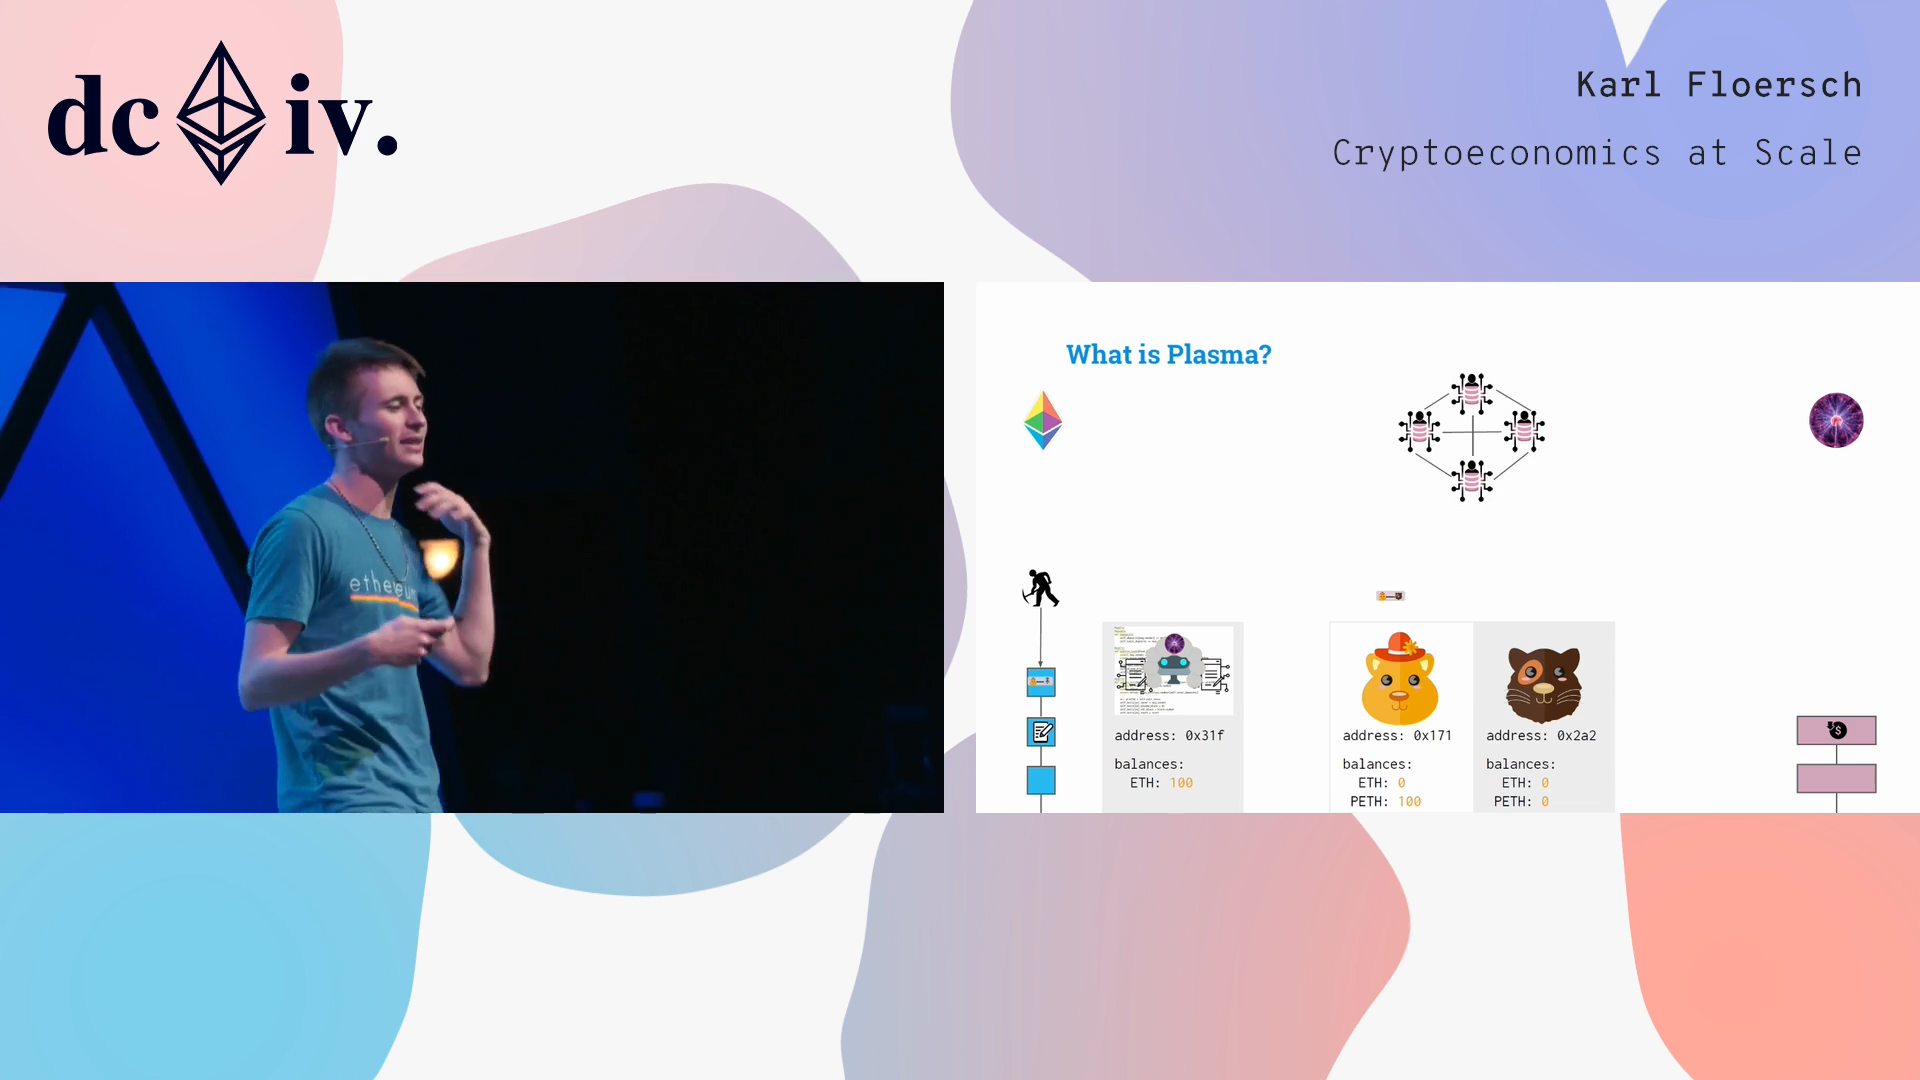 dc iv.
Karl Floersch
Cryptoeconomics at Scale
ethereum
What is Plasma?
address: 0x31f
balances:
ETH: 100
address: 0x171
balances:
ETH: 0
PETH: 100
address: 0x2a2
balances:
ETH: 0
PETH: 0